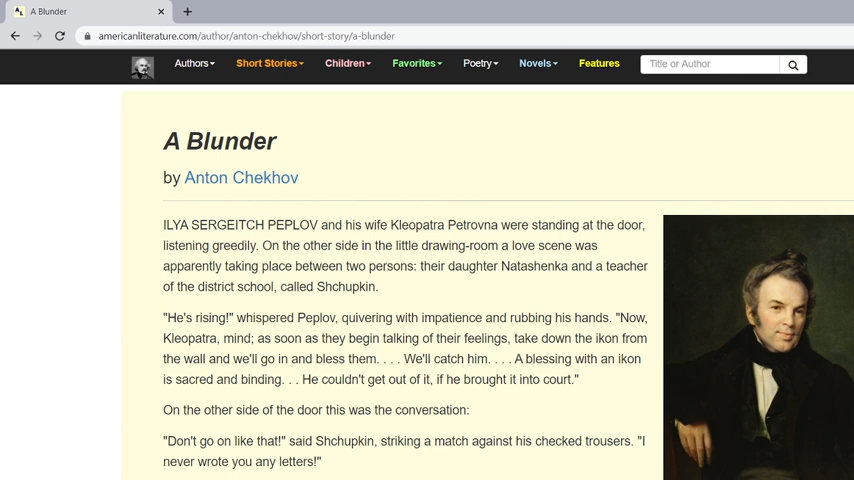 A Blunder
americanliterature.com/author/anton-chekhov/short-story/a-blunder
Authors Short Stories Children Favorites Poetry Novels Features Title or Author
A Blunder
by Anton Chekhov
ILYA SERGEITCH PEPLOV and his wife Kleopatra Petrovna were standing at the door,
listening greedily. On the other side in the little drawing-room a love scene was
apparently taking place between two persons: their daughter Natashenka and a teacher
of the district school, called Shchupkin.
"He's rising!" whispered Peplov, quivering with impatience and rubbing his hands. "Now,
Kleopatra, mind; as soon as they begin talking of their feelings, take down the ikon from
the wall and we'll go in and bless them. . . . We'll catch him. . . . A blessing with an ikon
is sacred and binding. . . He couldn't get out of it, if he brought it into court."
On the other side of the door this was the conversation:
"Don't go on like that!" said Shchupkin, striking a match against his checked trousers. "I
never wrote you any letters!"